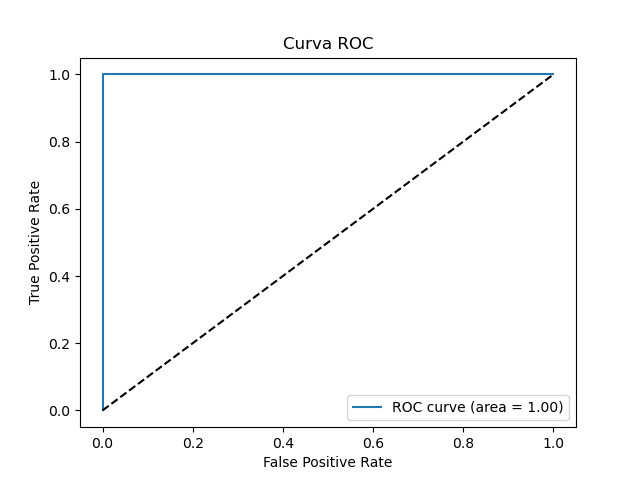 Curva ROC
True Positive Rate
1.0
0.8
0.6
0.4
0.2
0.0
ROC curve (area = 1.00)
0.0 0.2 0.4 0.6 0.8 1.0
False Positive Rate